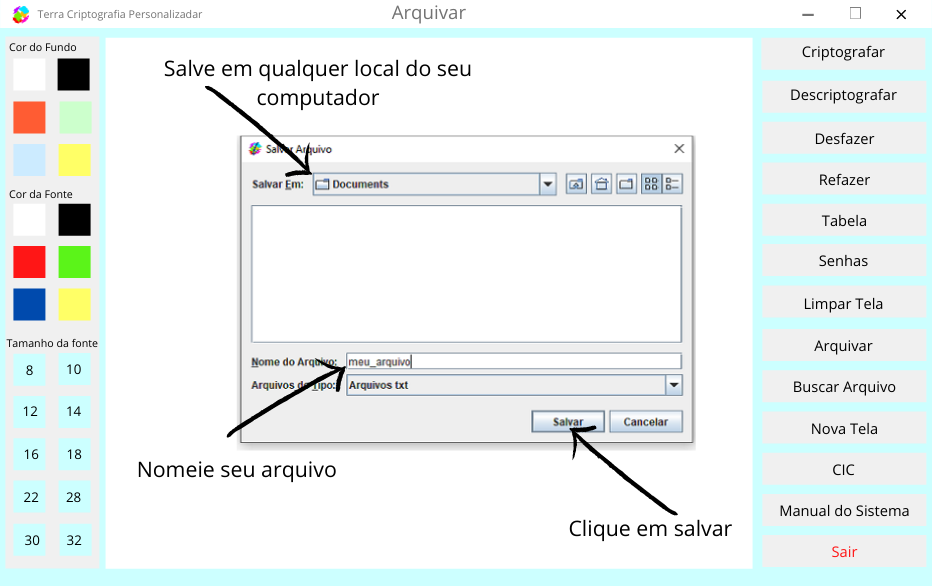 Terra Criptografia Personalizadar
Arquivar
Cor do Fundo
Cor da Fonte
Tamanho da fonte
8
10
12
14
16
18
22
28
30
32
Salve em qualquer local do seu
computador
Salvar Arquivo
Salvar Em:
Documents
Nome do Arquivo:
meu_arquivo
Arquivos do Tipo:
Arquivos txt
Salvar
Cancelar
Nomeie seu arquivo
Clique em salvar
Criptografar
Descriptografar
Desfazer
Refazer
Tabela
Senhas
Limpar Tela
Arquivar
Buscar Arquivo
Nova Tela
CIC
Manual do Sistema
Sair